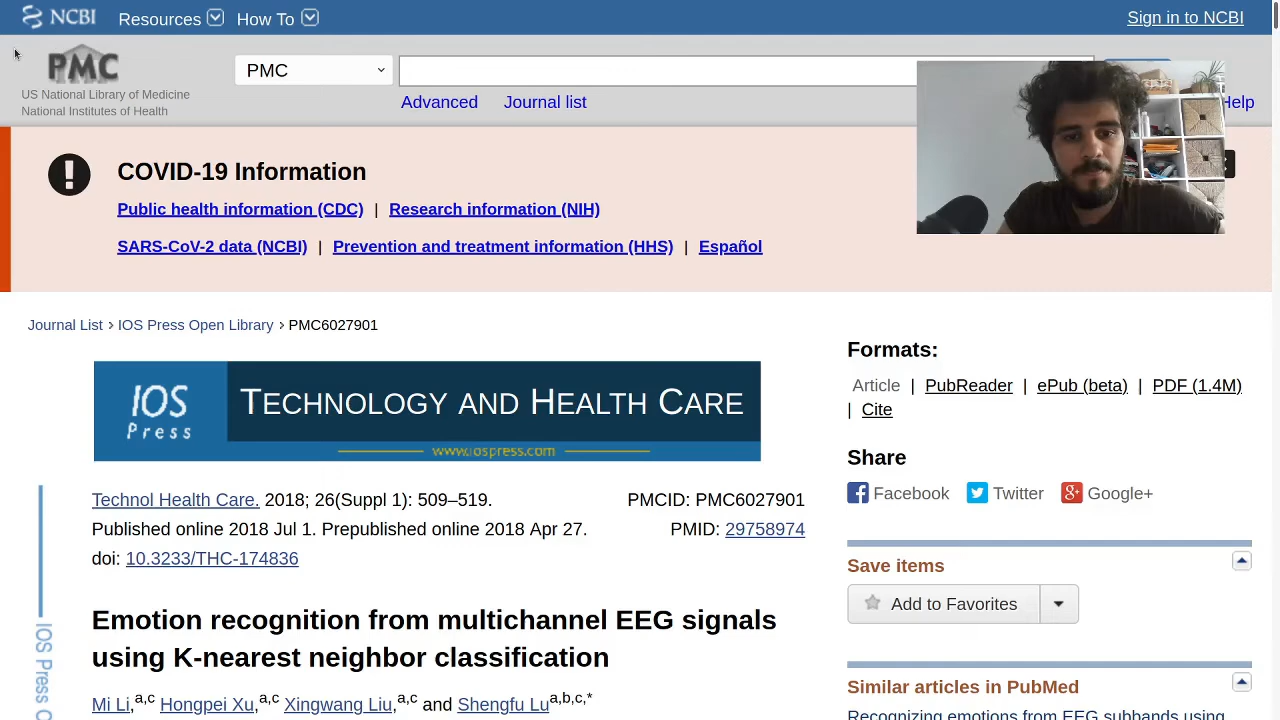 NCBI Resources How To Sign in to NCBI
PMC
US National Library of Medicine
National Institutes of Health
PMC
Advanced Journal list
Help
COVID-19 Information
Public health information (CDC) | Research information (NIH)
SARS-CoV-2 data (NCBI) | Prevention and treatment information (HHS) | Español
Journal List › IOS Press Open Library › PMC6027901
IOS
Press
TECHNOLOGY AND HEALTH CARE
www.iospress.com
Technol Health Care. 2018; 26(Suppl 1): 509–519. PMCID: PMC6027901
Published online 2018 Jul 1. Prepublished online 2018 Apr 27. PMID: 29758974
doi: 10.3233/THC-174836
Emotion recognition from multichannel EEG signals
using K-nearest neighbor classification
Mi Li,a,c Hongpei Xu,a,c Xingwang Liu,a,c and Shengfu Lua,b,c,*
IOS Press
Formats:
Article | PubReader | ePub (beta) | PDF (1.4M)
| Cite
Share
Facebook Twitter Google+
Save items
Add to Favorites
Similar articles in PubMed
Recognizing emotions from EEG subbands using